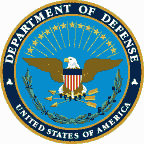 DEPARTMENT OF DEFENSE
UNITED STATES OF AMERICA